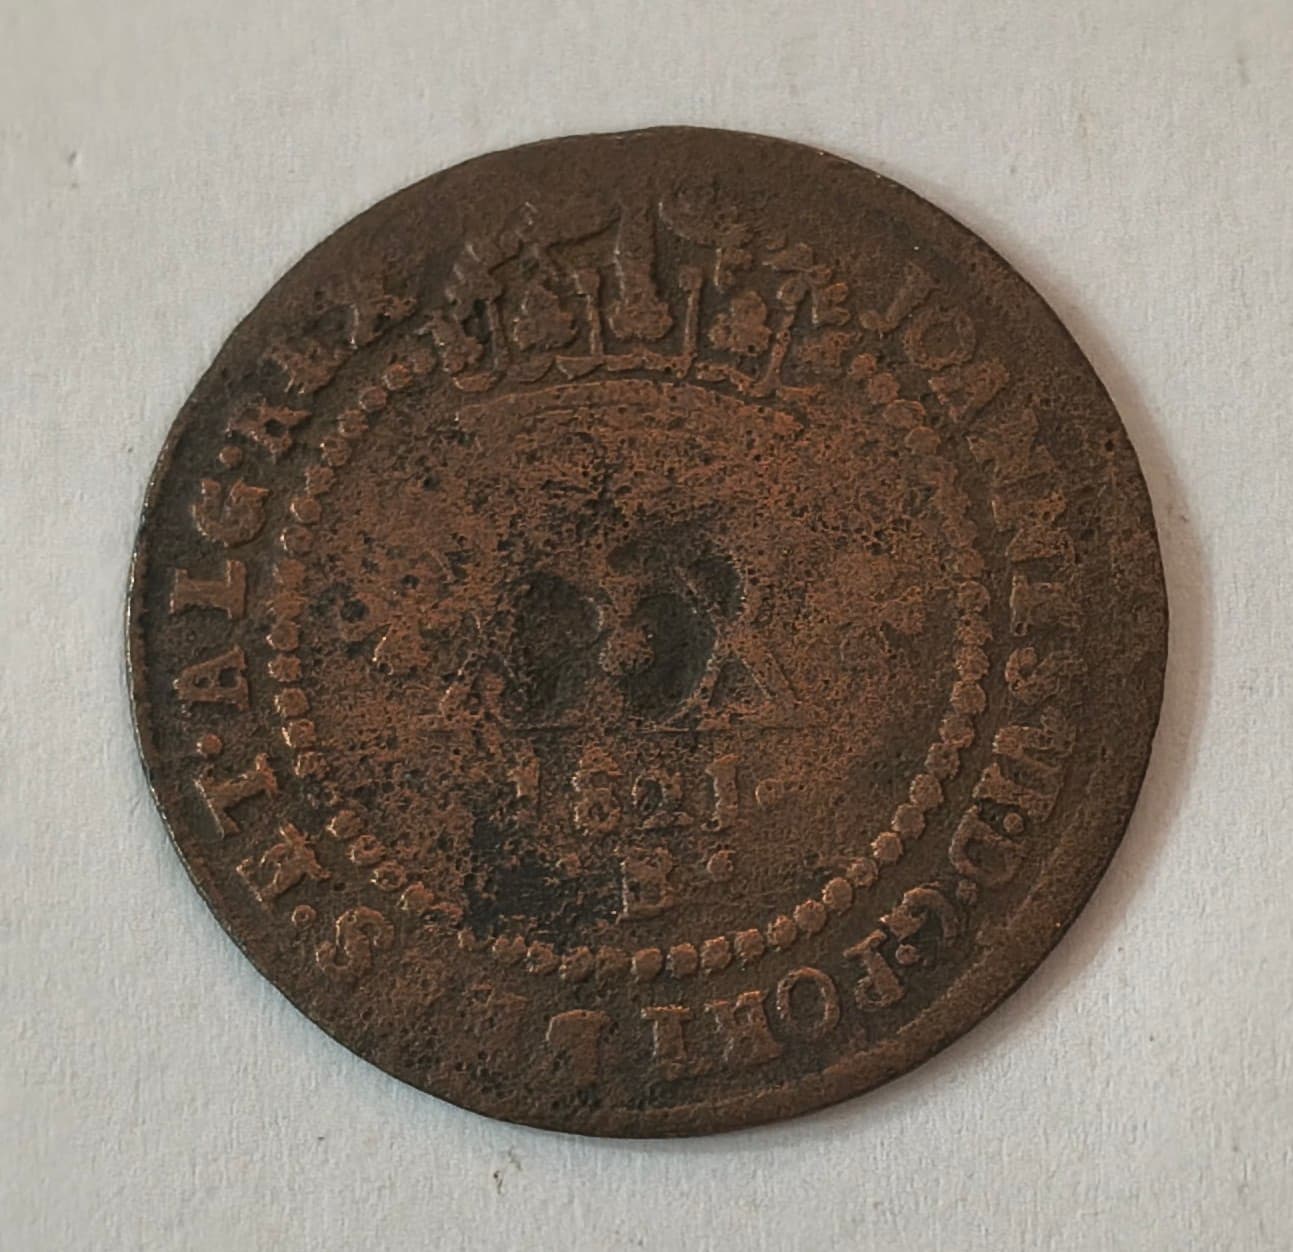 JOANNES.VI.D.G.PORT.BRAS.ET.ALG.REX
XX
1821.
B.